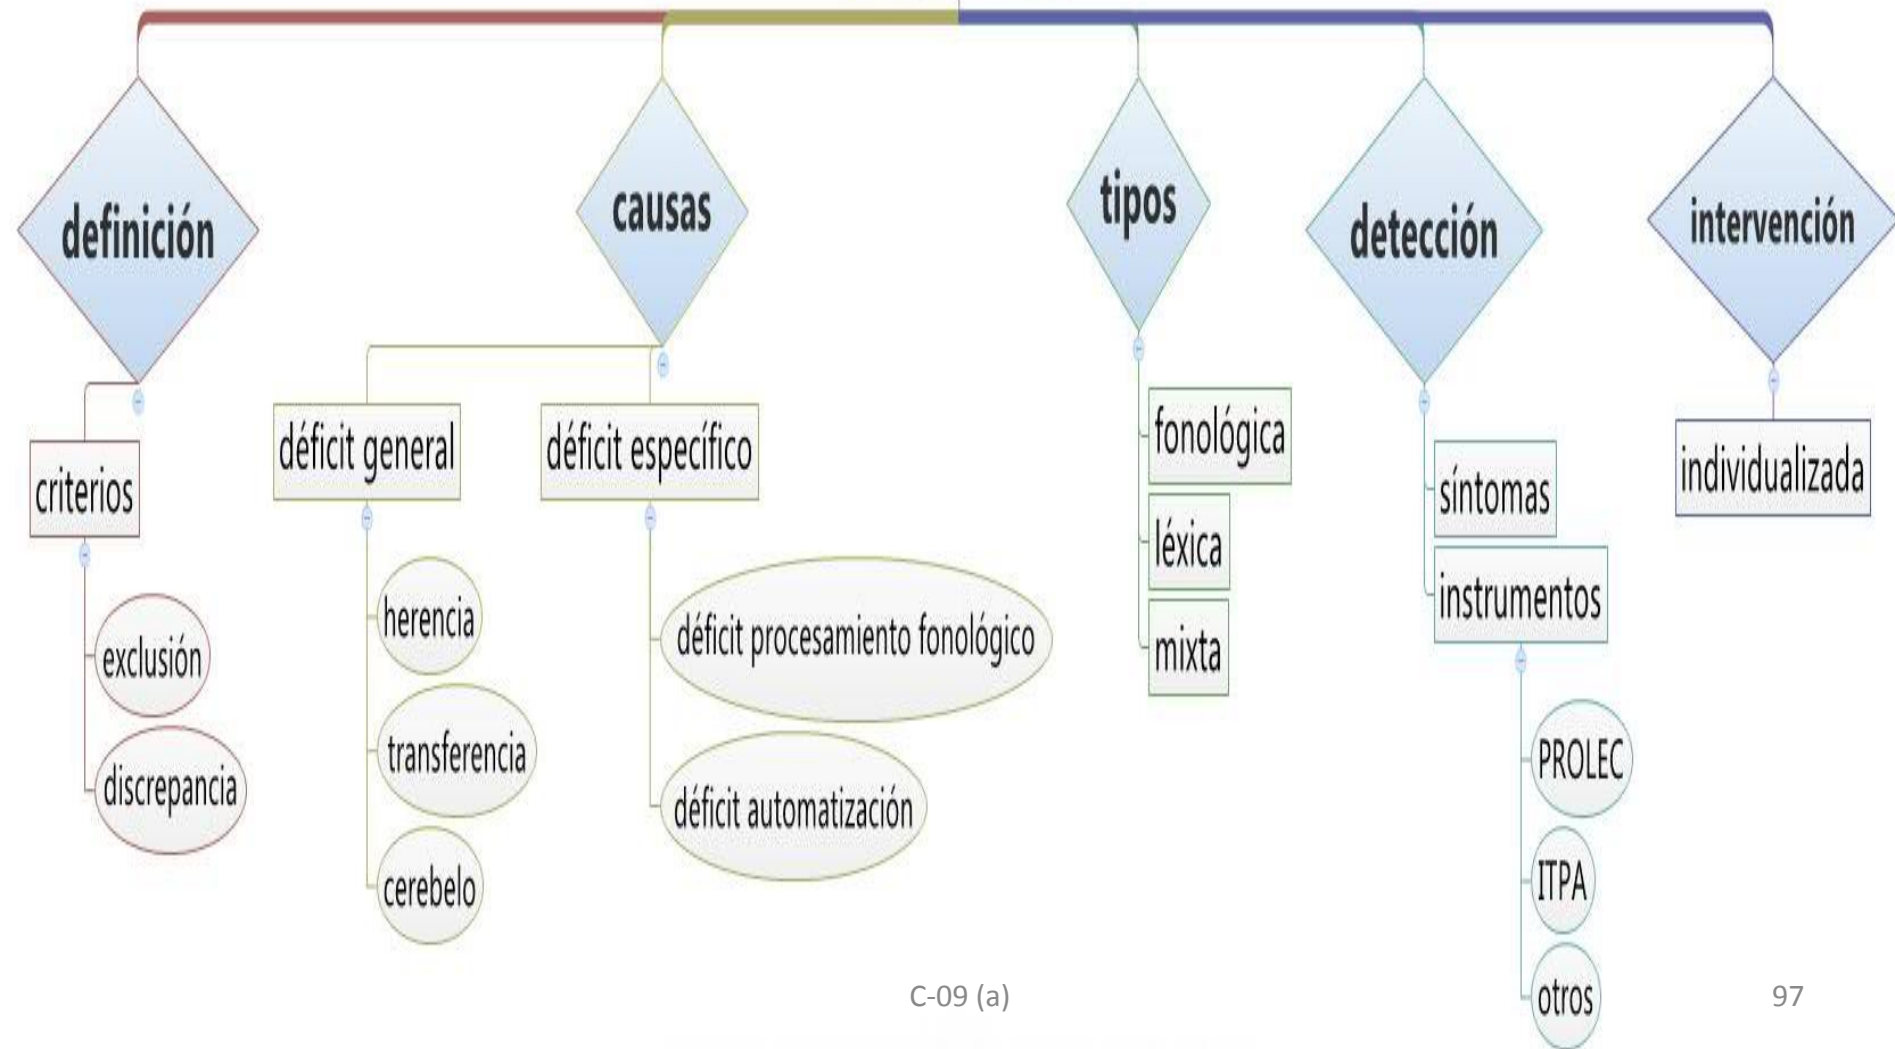 definición
causas
tipos
detección
intervención
criterios
exclusión
discrepancia
déficit general
herencia
transferencia
cerebelo
déficit específico
déficit procesamiento fonológico
déficit automatización
fonológica
léxica
mixta
síntomas
instrumentos
PROLEC
ITPA
otros
individualizada
C-09 (a)
97